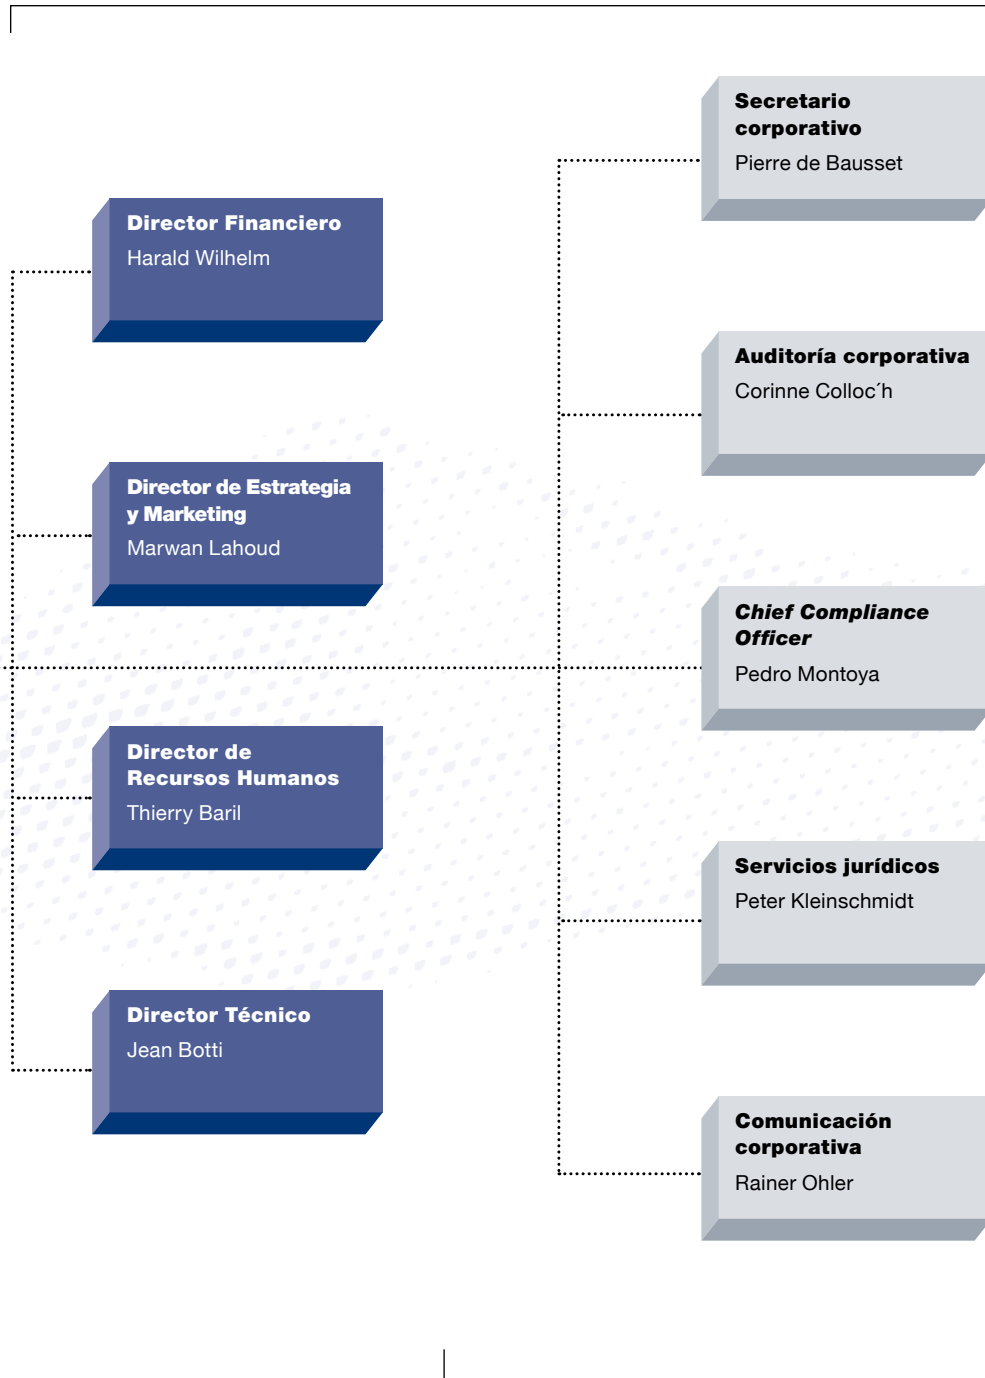 Director Financiero
Harald Wilhelm
Director de Estrategia
y Marketing
Marwan Lahoud
Director de
Recursos Humanos
Thierry Baril
Director Técnico
Jean Botti
Secretario
corporativo
Pierre de Bausset
Auditoría corporativa
Corinne Colloc´h
Chief Compliance
Officer
Pedro Montoya
Servicios jurídicos
Peter Kleinschmidt
Comunicación
corporativa
Rainer Ohler